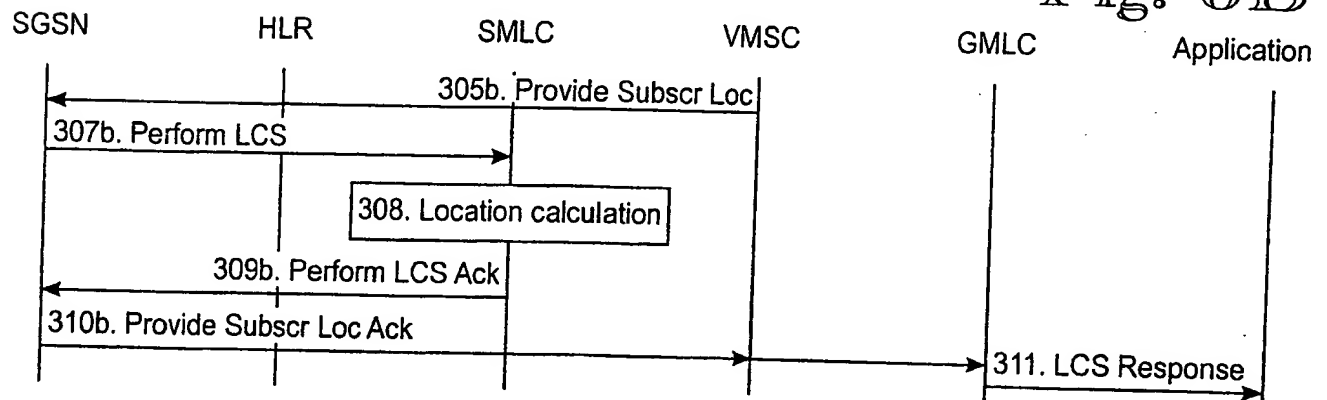 SGSN HLR SMLC VMSC GMLC Application
305b. Provide Subscr Loc
307b. Perform LCS
308. Location calculation
309b. Perform LCS Ack
310b. Provide Subscr Loc Ack
311. LCS Response